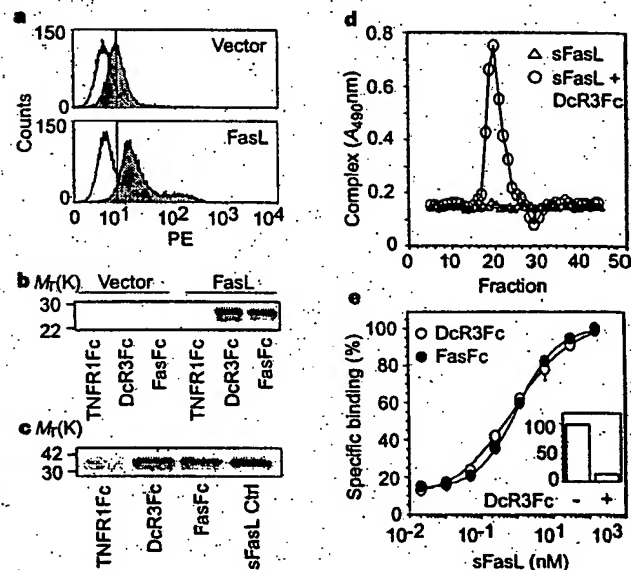 a
150
Vector
0
Counts
150
FasL
0
0 10¹ 10² 10³ 10⁴
PE
b Mr(K) Vector FasL
30
22
TNFR1Fc
DcR3Fc
FasFc
TNFR1Fc
DcR3Fc
FasFc
c Mr(K)
42
30
TNFR1Fc
DcR3Fc
FasFc
sFasL Ctrl
d
0.8
0.6
0.4
0.2
0
Complex (A490nm)
sFasL
sFasL +
DcR3Fc
0 10 20 30 40 50
Fraction
e
100
80
60
40
20
0
Specific binding (%)
DcR3Fc
FasFc
100
50
0
DcR3Fc - +
10⁻² 10⁻¹ 10¹ 10³
sFasL (nM)